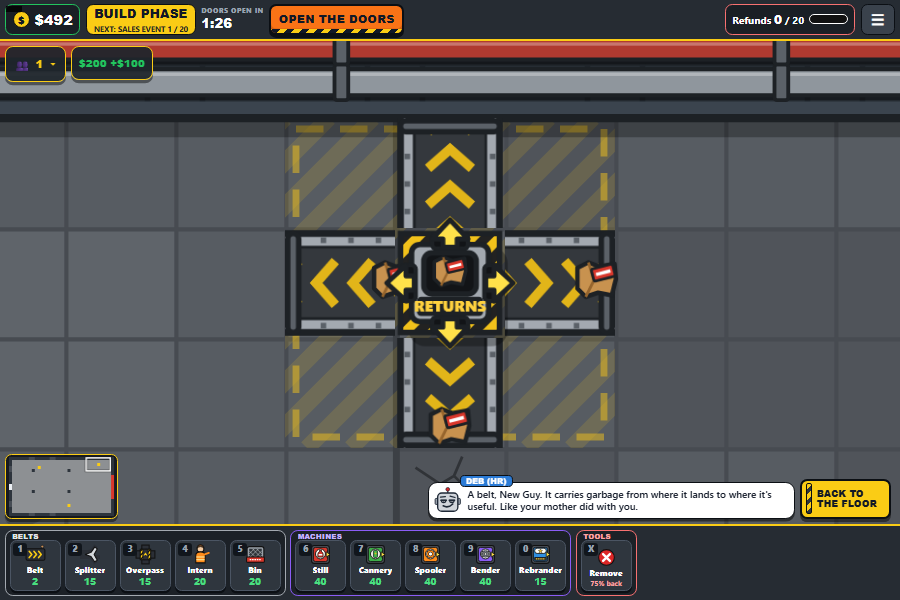 $ $492
BUILD PHASE
NEXT: SALES EVENT 1 / 20
DOORS OPEN IN
1:26
OPEN THE DOORS
Refunds 0 / 20
1
$200 +$100
RETURNS
DEB (HR)
A belt, New Guy. It carries garbage from where it lands to where it's
useful. Like your mother did with you.
BACK TO
THE FLOOR
BELTS
1
Belt
2
2
Splitter
15
3
Overpass
15
4
Intern
20
5
Bin
20
MACHINES
6
Still
40
7
Cannery
40
8
Spooler
40
9
Bender
40
0
Rebrander
15
TOOLS
X
Remove
75% back